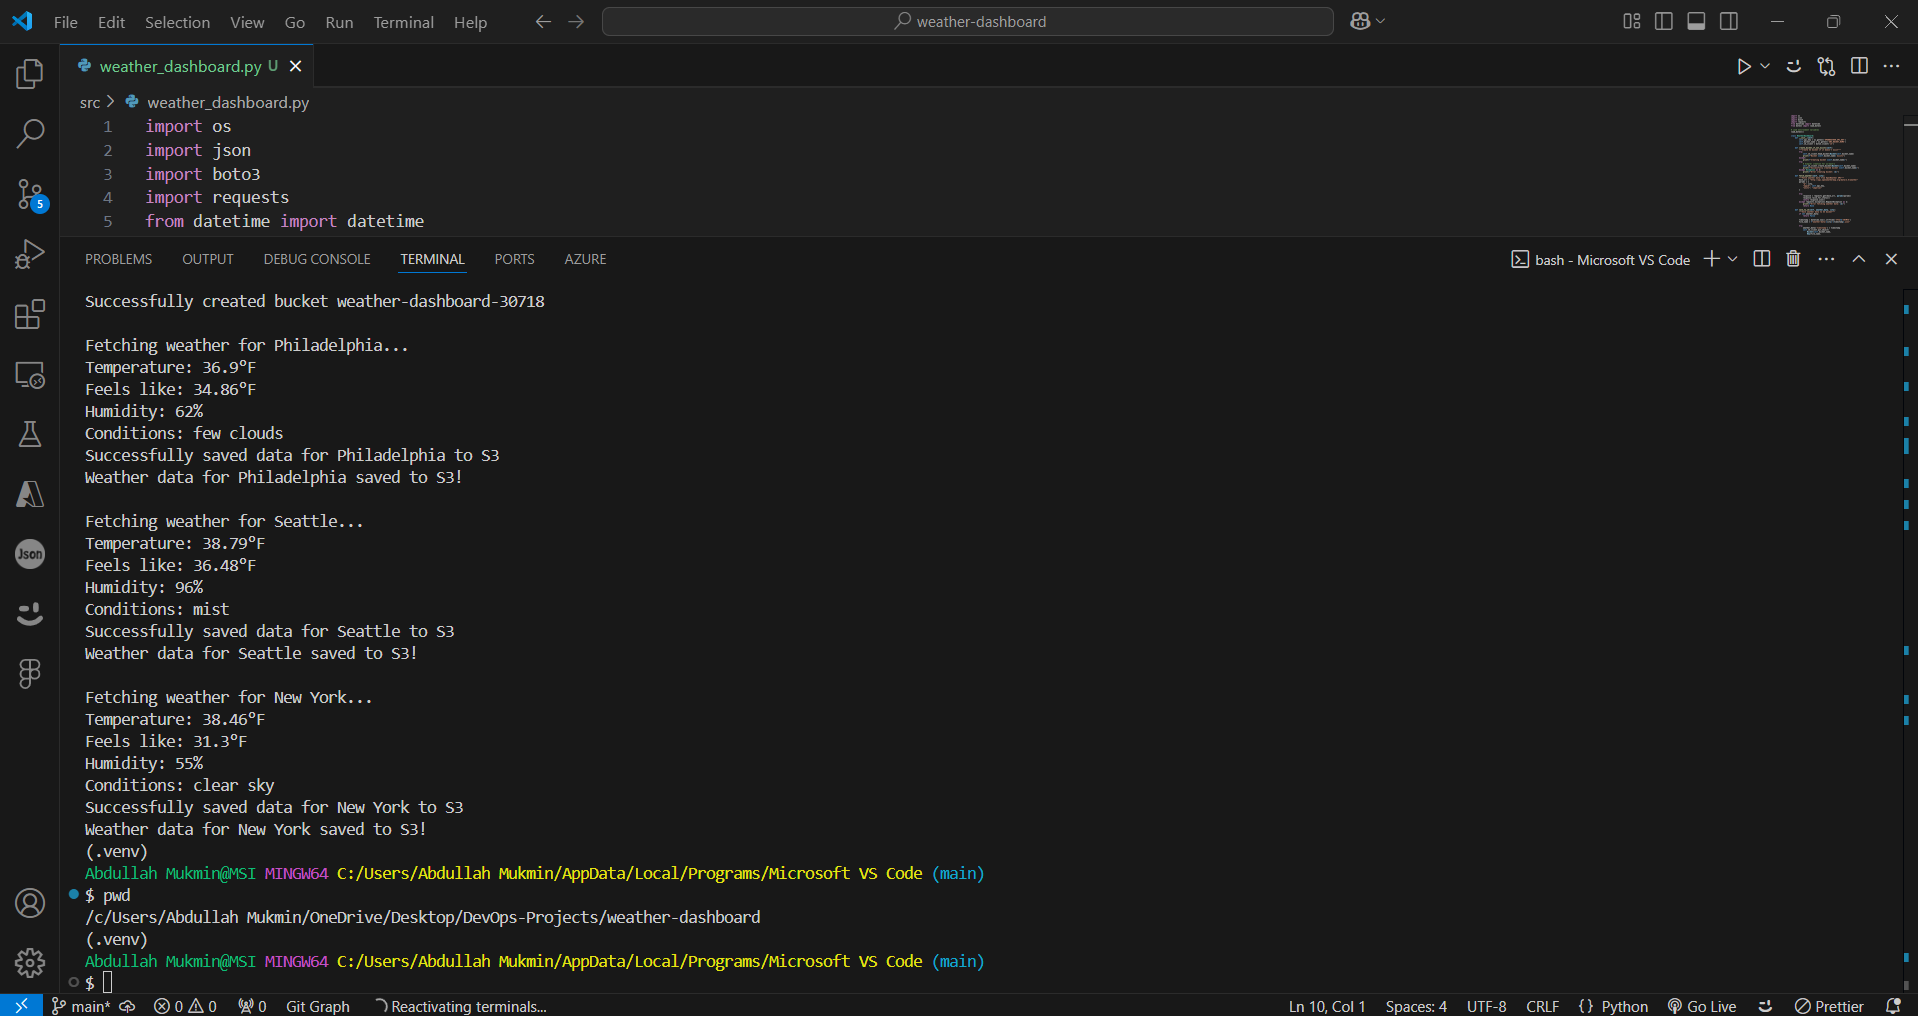 File Edit Selection View Go Run Terminal Help
weather-dashboard
weather_dashboard.py U
src > weather_dashboard.py
1 import os
2 import json
3 import boto3
4 import requests
5 from datetime import datetime
PROBLEMS OUTPUT DEBUG CONSOLE TERMINAL PORTS AZURE
bash - Microsoft VS Code
Successfully created bucket weather-dashboard-30718
Fetching weather for Philadelphia...
Temperature: 36.9°F
Feels like: 34.86°F
Humidity: 62%
Conditions: few clouds
Successfully saved data for Philadelphia to S3
Weather data for Philadelphia saved to S3!
Fetching weather for Seattle...
Temperature: 38.79°F
Feels like: 36.48°F
Humidity: 96%
Conditions: mist
Successfully saved data for Seattle to S3
Weather data for Seattle saved to S3!
Fetching weather for New York...
Temperature: 38.46°F
Feels like: 31.3°F
Humidity: 55%
Conditions: clear sky
Successfully saved data for New York to S3
Weather data for New York saved to S3!
(.venv)
Abdullah Mukmin@MSI MINGW64 C:/Users/Abdullah Mukmin/AppData/Local/Programs/Microsoft VS Code (main)
$ pwd
/c/Users/Abdullah Mukmin/OneDrive/Desktop/DevOps-Projects/weather-dashboard
(.venv)
Abdullah Mukmin@MSI MINGW64 C:/Users/Abdullah Mukmin/AppData/Local/Programs/Microsoft VS Code (main)
$
5
Json
main* 0 0 0 Git Graph Reactivating terminals... Ln 10, Col 1 Spaces: 4 UTF-8 CRLF {} Python Go Live Prettier